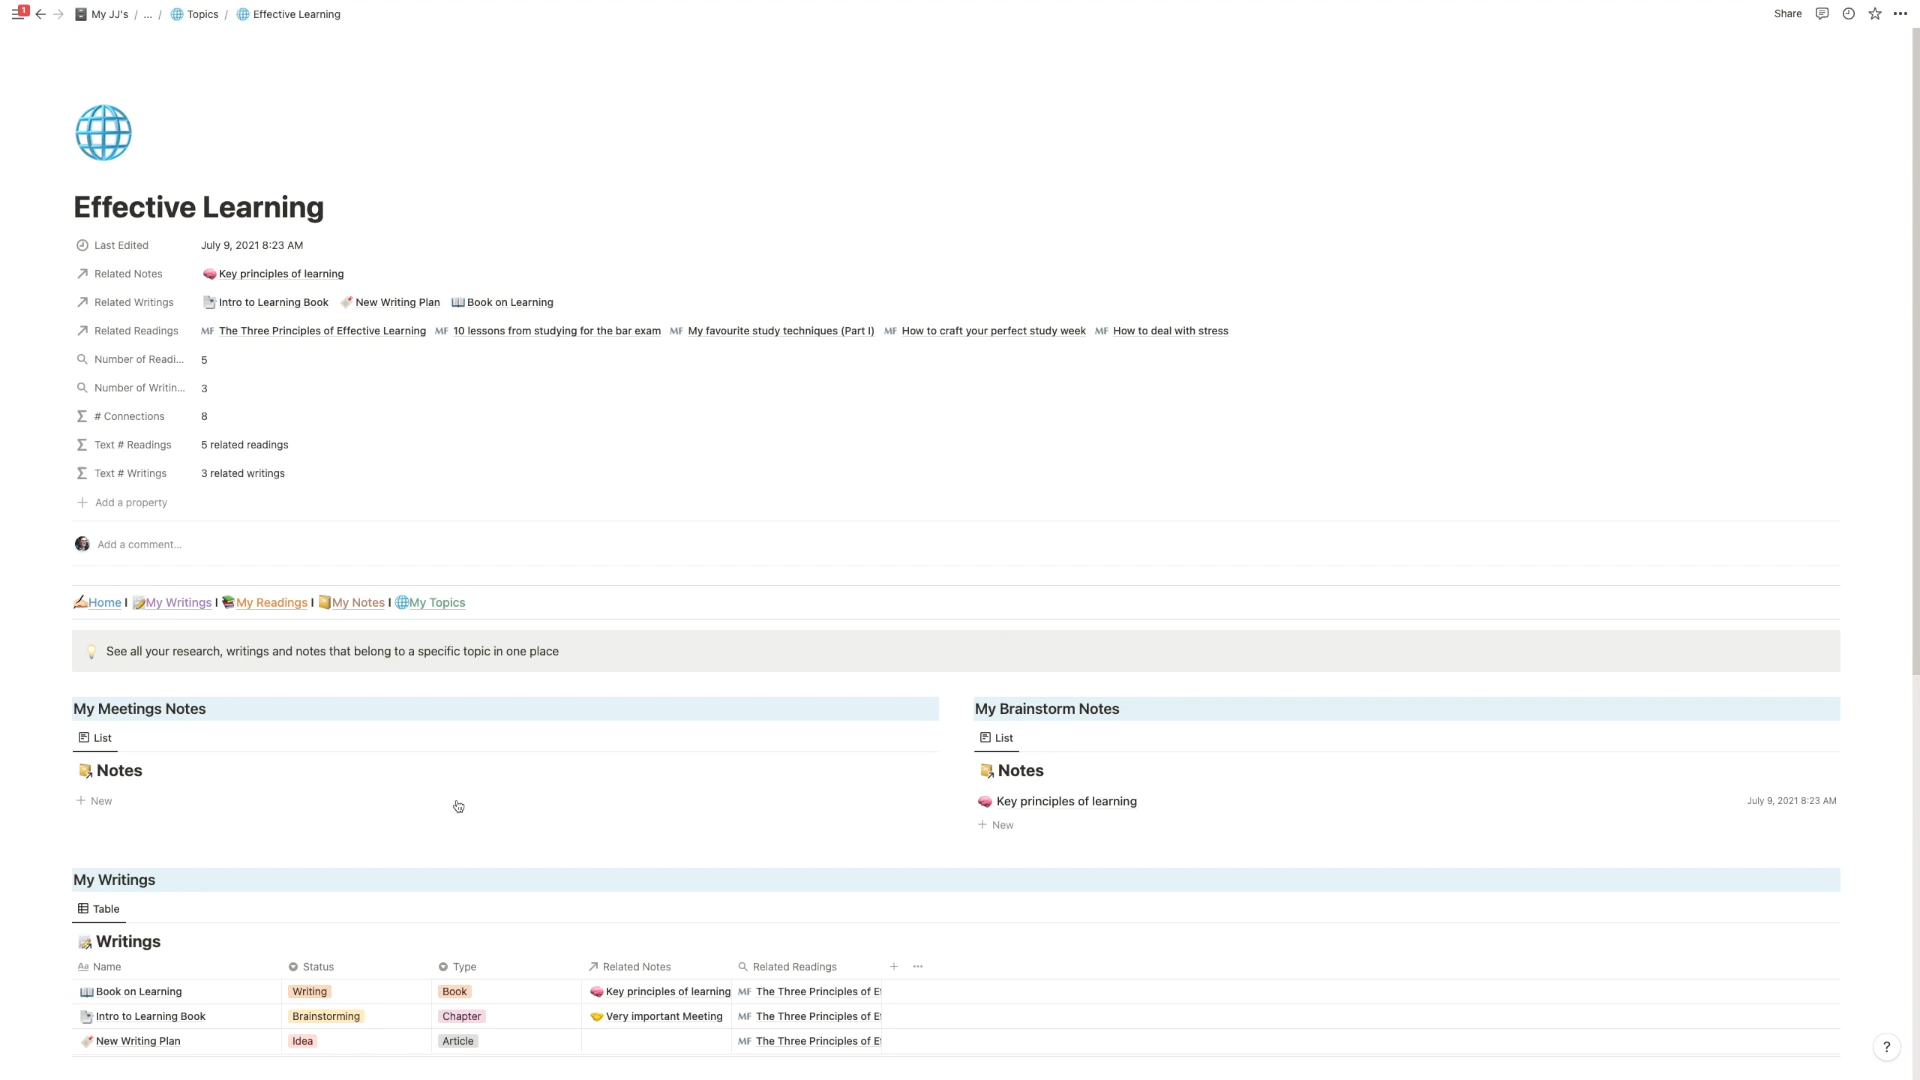 1 My JJ's / ... / Topics / Effective Learning Share
Effective Learning
Last Edited July 9, 2021 8:23 AM
Related Notes Key principles of learning
Related Writings Intro to Learning Book New Writing Plan Book on Learning
Related Readings MF The Three Principles of Effective Learning MF 10 lessons from studying for the bar exam MF My favourite study techniques (Part I) MF How to craft your perfect study week MF How to deal with stress
Number of Readi... 5
Number of Writin... 3
# Connections 8
Text # Readings 5 related readings
Text # Writings 3 related writings
Add a property
Add a comment...
Home I My Writings I My Readings I My Notes I My Topics
See all your research, writings and notes that belong to a specific topic in one place
My Meetings Notes
List
Notes
New
My Brainstorm Notes
List
Notes
Key principles of learning July 9, 2021 8:23 AM
New
My Writings
Table
Writings
Aa Name Status Type Related Notes Related Readings
Book on Learning Writing Book Key principles of learning MF The Three Principles of E
Intro to Learning Book Brainstorming Chapter Very important Meeting MF The Three Principles of E
New Writing Plan Idea Article MF The Three Principles of E
?